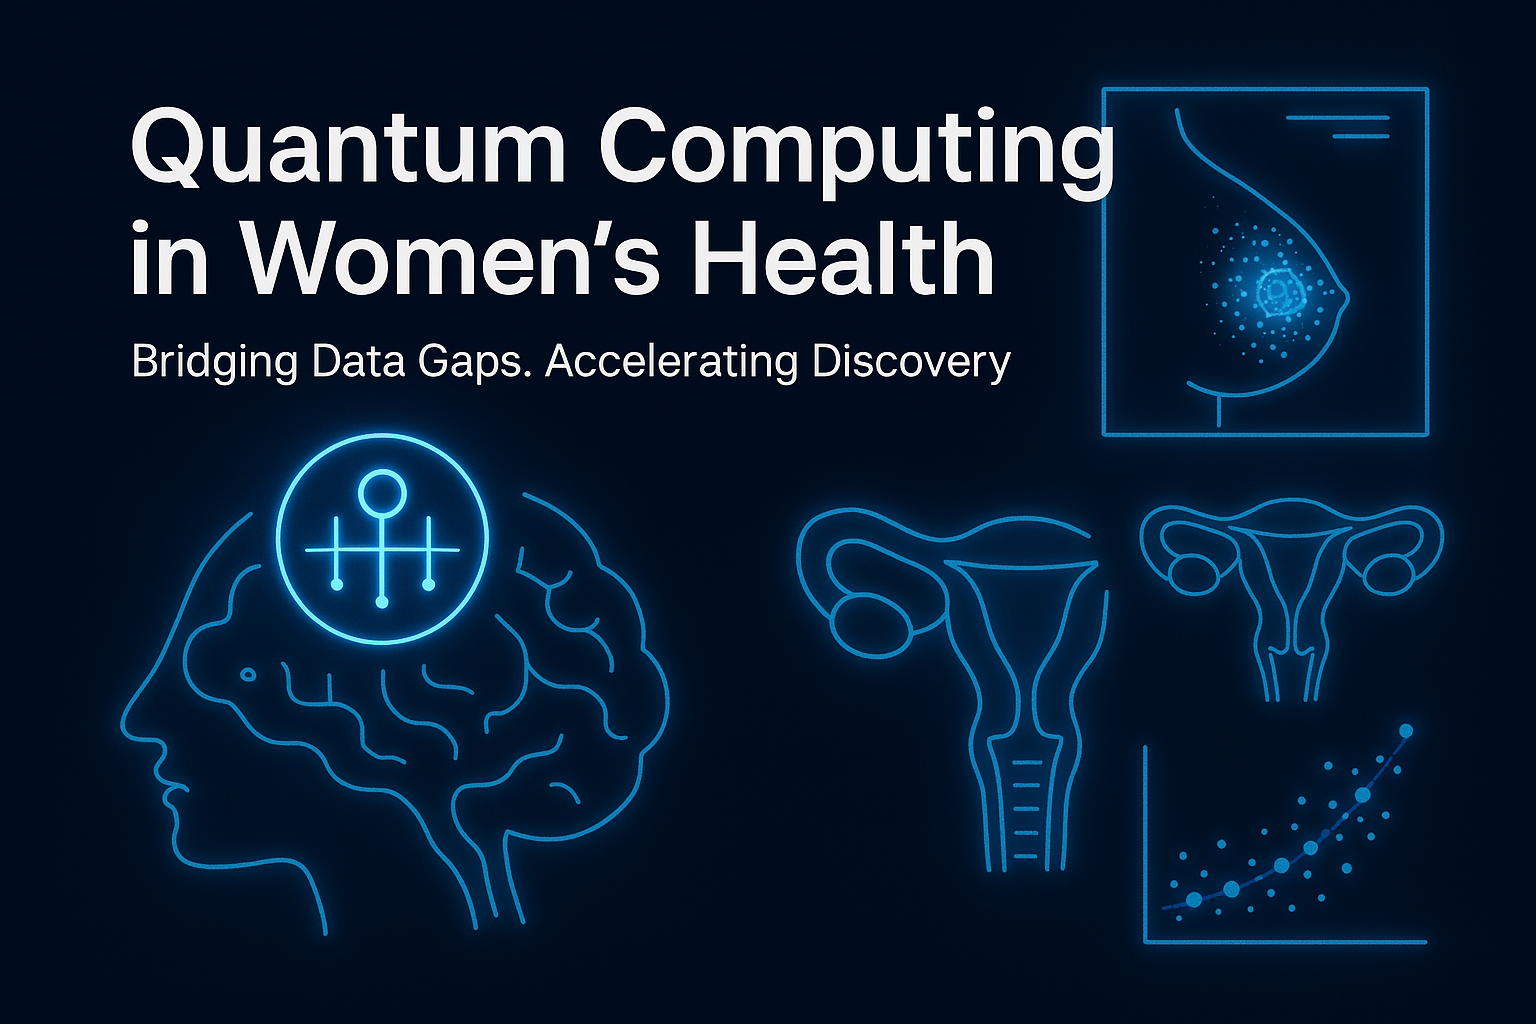 Quantum Computing
in Women's Health
Bridging Data Gaps. Accelerating Discovery